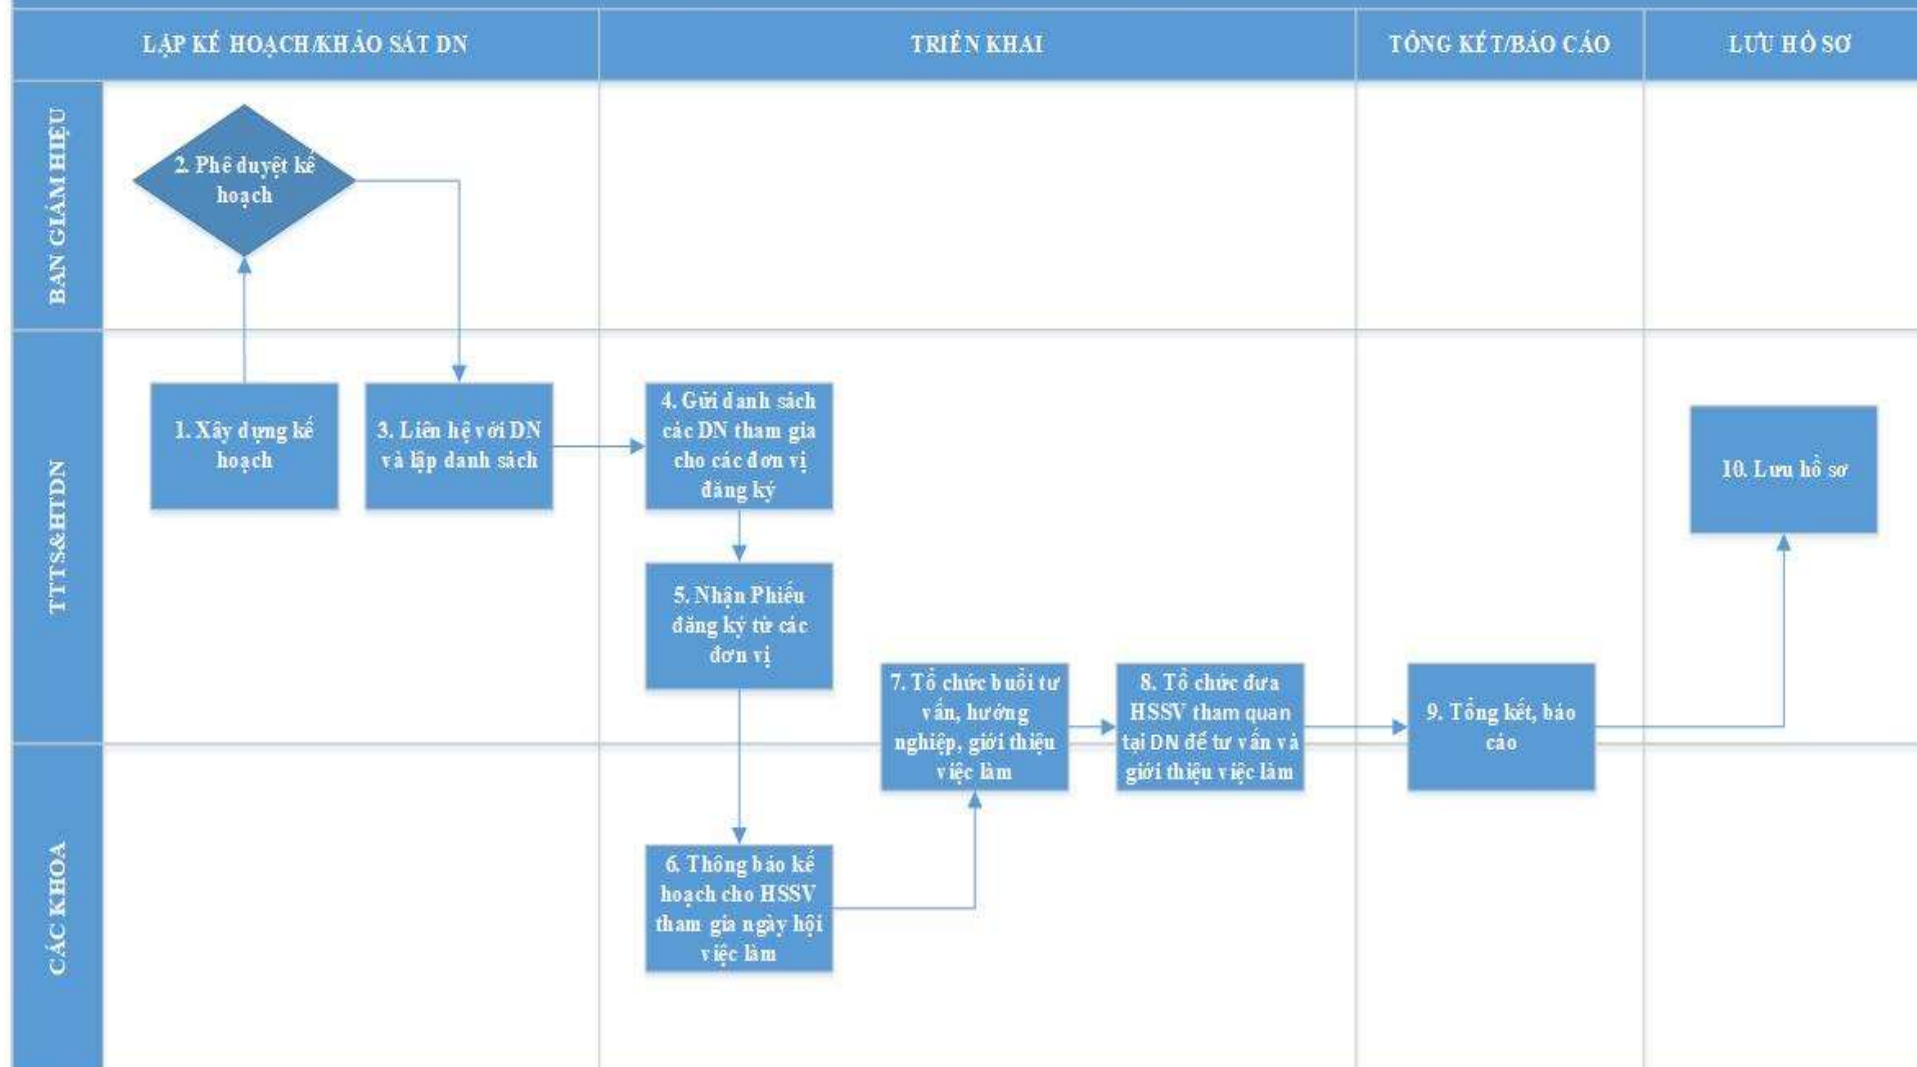 LẬP KẾ HOẠCH/KHẢO SÁT DN
TRIỂN KHAI
TỔNG KẾT/BÁO CÁO
LƯU HỒ SƠ
BAN GIÁM HIỆU
2. Phê duyệt kế
hoạch
TTTS&HTDN
1. Xây dựng kế
hoạch
3. Liên hệ với DN
và lập danh sách
4. Gửi danh sách
các DN tham gia
cho các đơn vị
đăng ký
5. Nhận Phiếu
đăng ký từ các
đơn vị
7. Tổ chức buổi tư
vấn, hướng
nghiệp, giới thiệu
việc làm
8. Tổ chức đưa
HSSV tham quan
tại DN để tư vấn và
giới thiệu việc làm
9. Tổng kết, báo
cáo
10. Lưu hồ sơ
CÁC KHOA
6. Thông báo kế
hoạch cho HSSV
tham gia ngày hội
việc làm